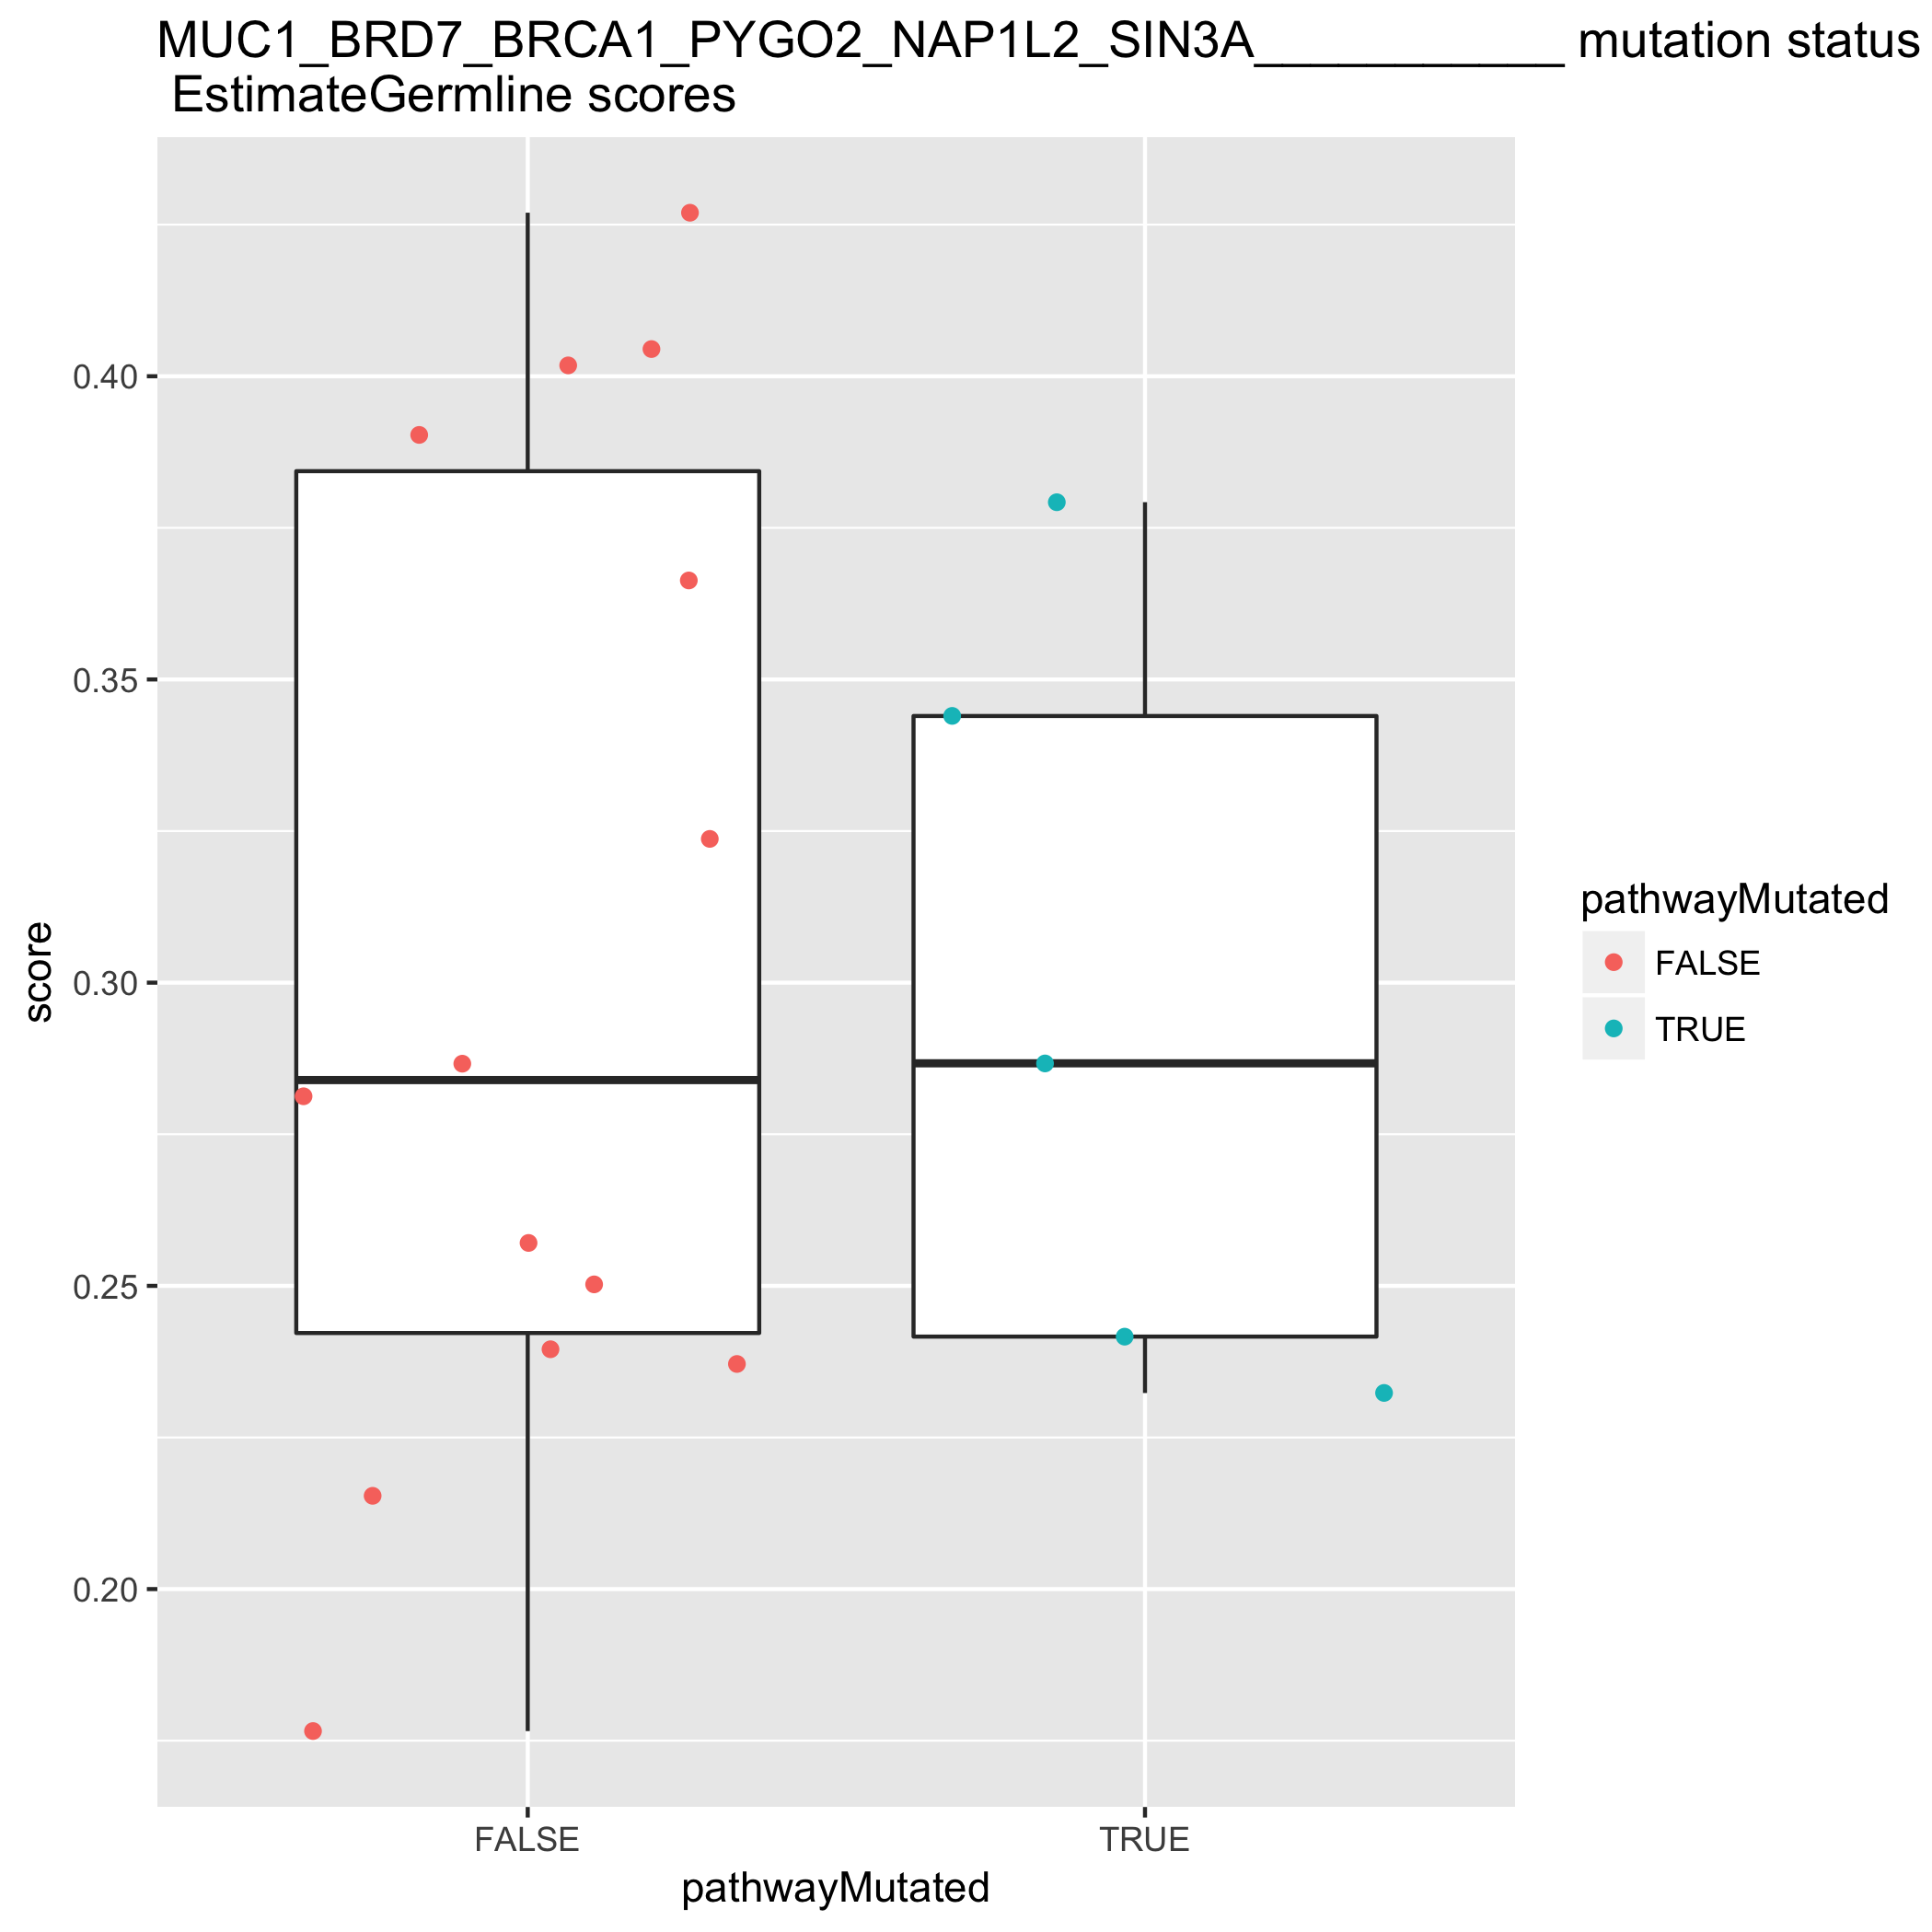 MUC1_BRD7_BRCA1_PYGO2_NAP1L2_SIN3A___________ mutation status
EstimateGermline scores
0.40
0.35
0.30
0.25
0.20
score
FALSE
TRUE
pathwayMutated
pathwayMutated
FALSE
TRUE